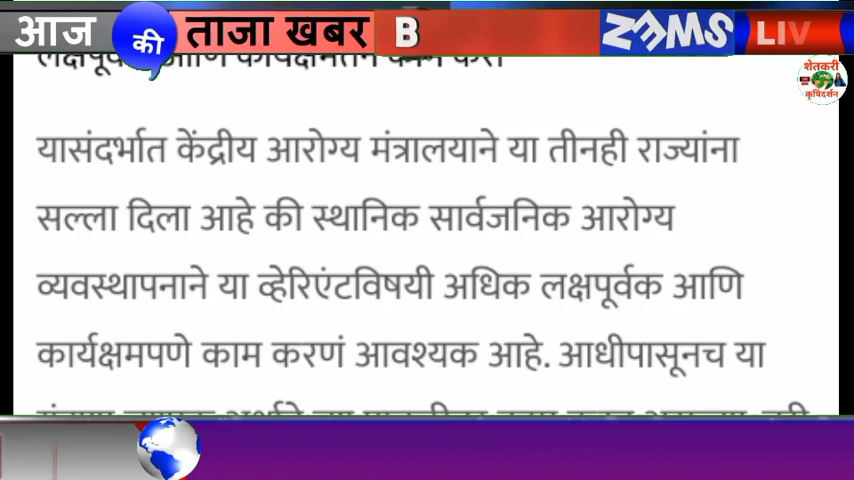 आज की ताजा खबर B
LIV
शेतकरी
कृषिदर्शन
यासंदर्भात केंद्रीय आरोग्य मंत्रालयाने या तीनही राज्यांना
सल्ला दिला आहे की स्थानिक सार्वजनिक आरोग्य
व्यवस्थापनाने या व्हेरिएंटविषयी अधिक लक्षपूर्वक आणि
कार्यक्षमपणे काम करणं आवश्यक आहे. आधीपासूनच या